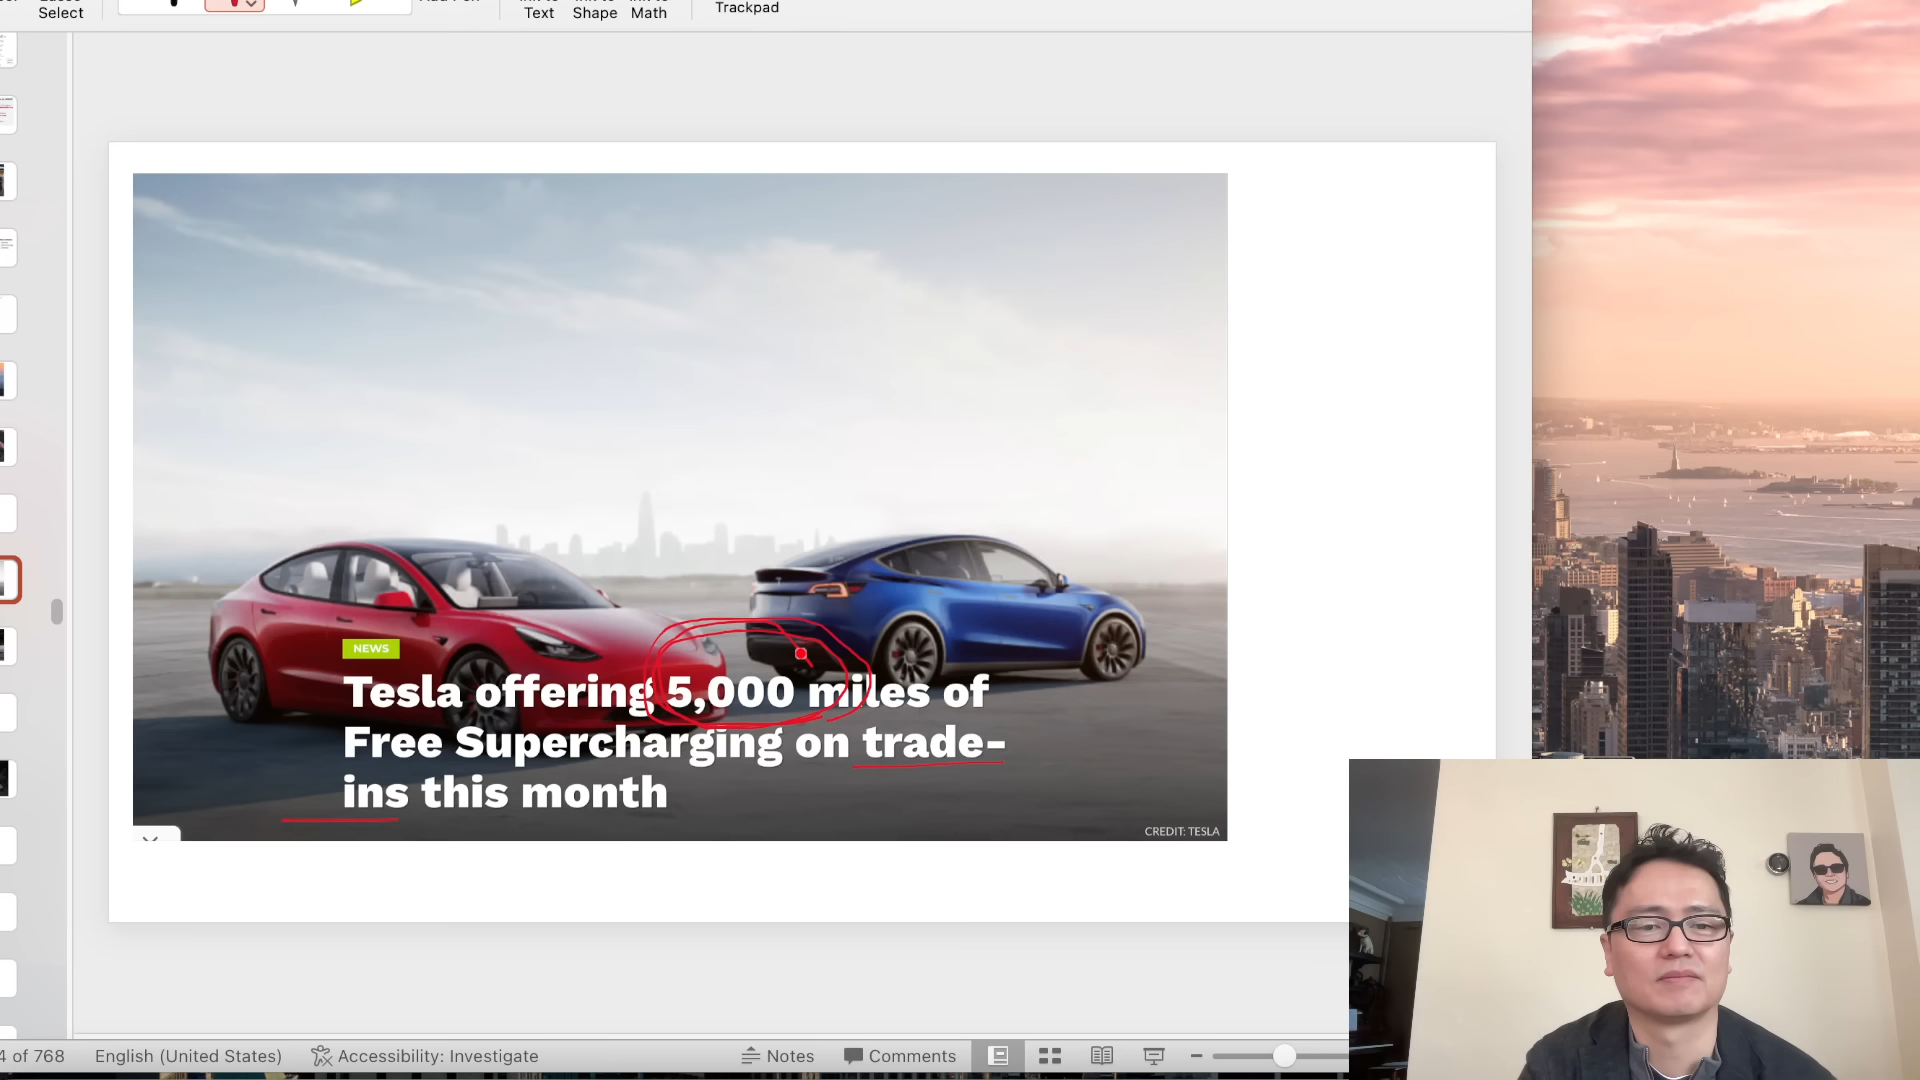 Select
Text
Shape
Math
Trackpad
NEWS
Tesla offering 5,000 miles of
Free Supercharging on trade-
ins this month
CREDIT: TESLA
of 768
English (United States)
Accessibility: Investigate
Notes
Comments